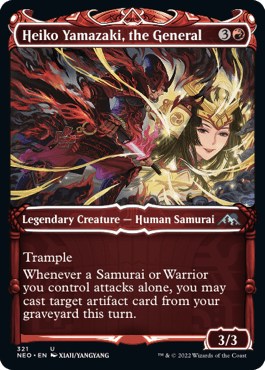 Heiko Yamazaki, the General 3
Legendary Creature — Human Samurai
Trample
Whenever a Samurai or Warrior
you control attacks alone, you may
cast target artifact card from your
graveyard this turn.
3/3
321 U
NEO • EN XIAJI/YANGYANG
™ & © 2022 Wizards of the Coast